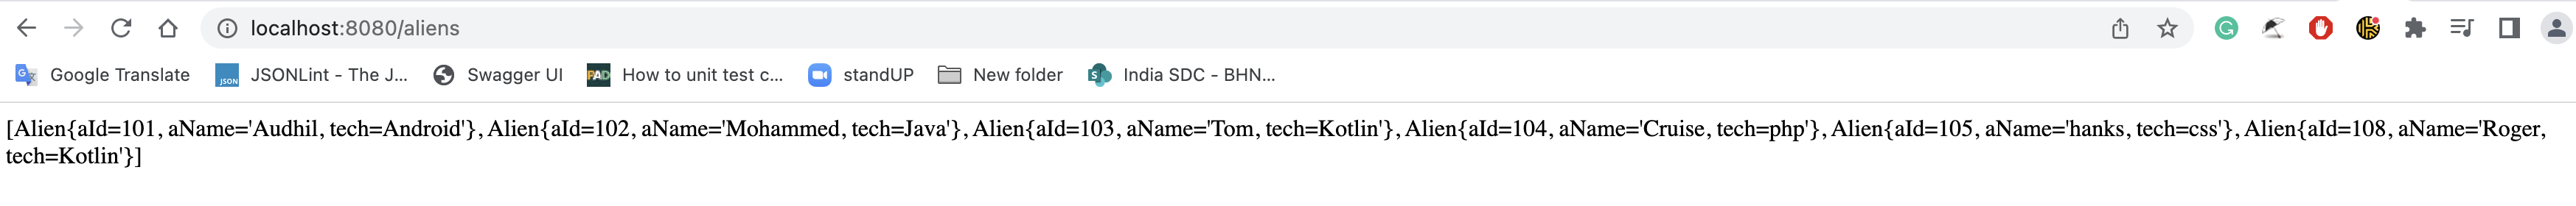 localhost:8080/aliens
Google Translate JSONLint - The J... Swagger UI PAD How to unit test c... standUP New folder India SDC - BHN...
[Alien{aId=101, aName='Audhil, tech=Android'}, Alien{aId=102, aName='Mohammed, tech=Java'}, Alien{aId=103, aName='Tom, tech=Kotlin'}, Alien{aId=104, aName='Cruise, tech=php'}, Alien{aId=105, aName='hanks, tech=css'}, Alien{aId=108, aName='Roger,
tech=Kotlin'}]